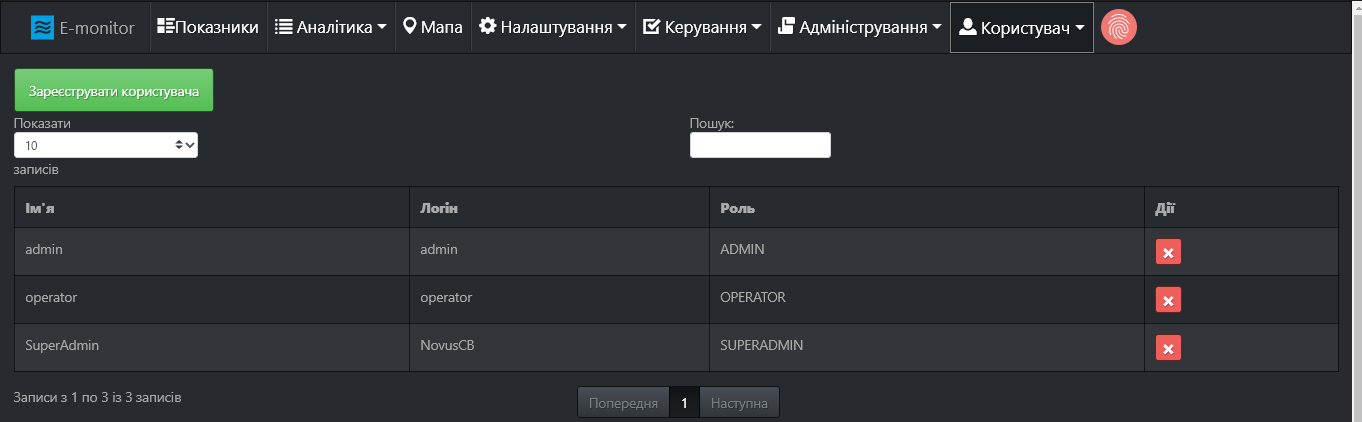 E-monitor Показники Аналітика Мапа Налаштування Керування Адміністрування Користувач
Зареєструвати користувача
Показати Пошук:
10
записів
Ім'я Логін Роль Дії
admin admin ADMIN
operator operator OPERATOR
SuperAdmin NovusCB SUPERADMIN
Записи з 1 по 3 із 3 записів Попередня 1 Наступна